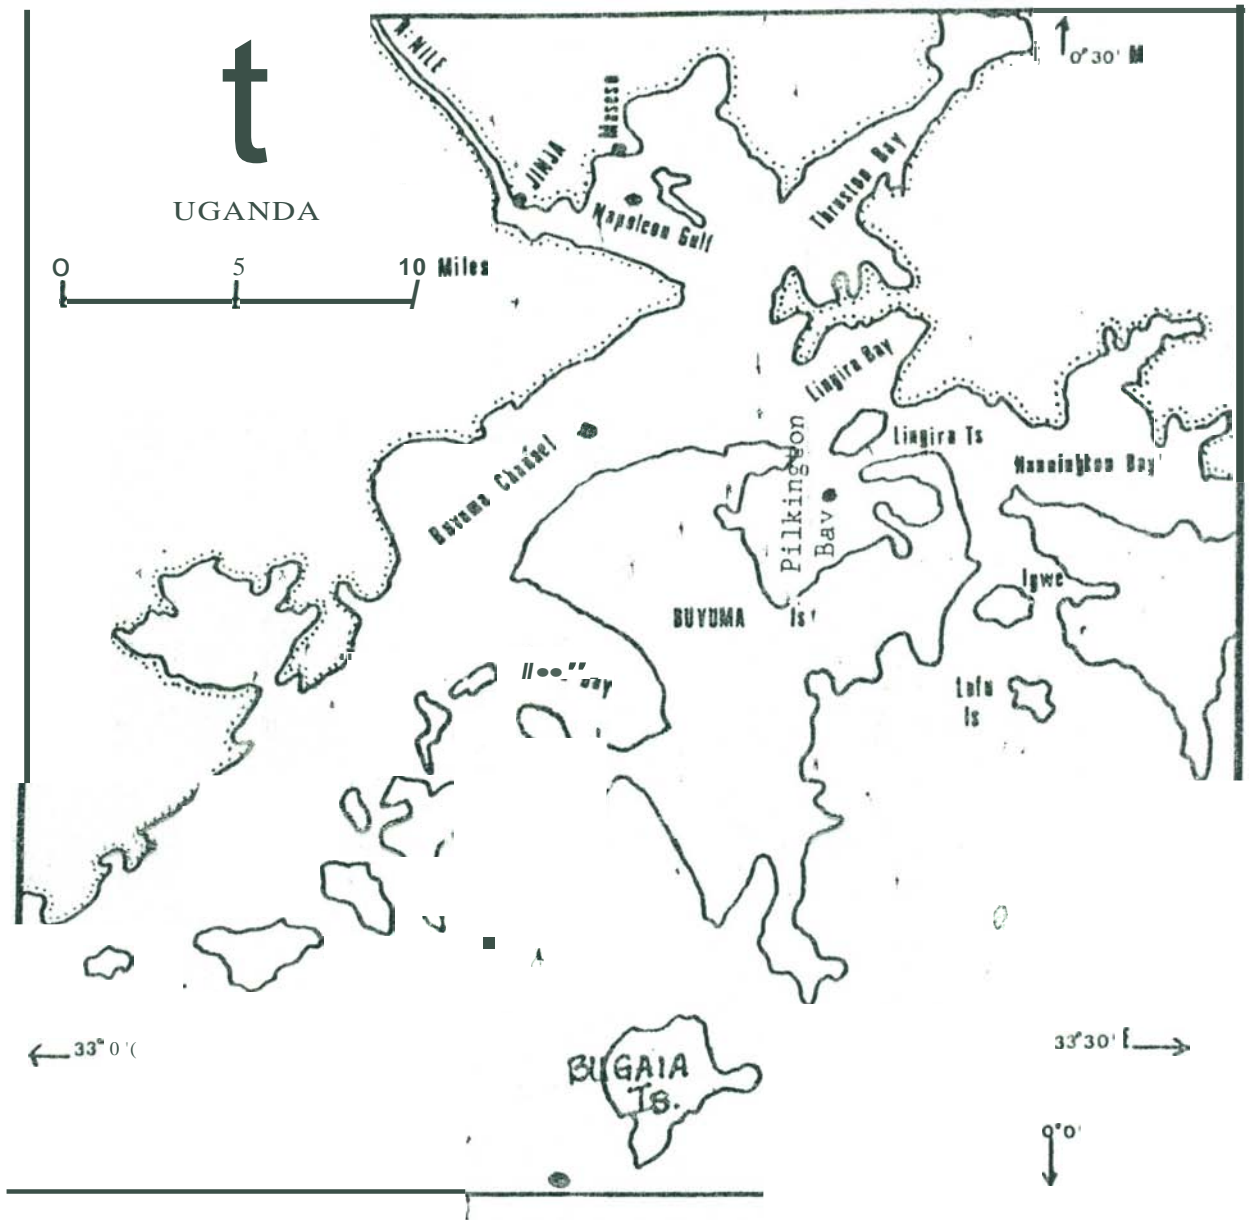 R·NILE
0°30' N
t
Masese
JINJA
Thruston Bay
UGANDA
Napoleon Gulf
0 5 10 Miles
Lingira Bay
Lingira Is
Buvuma Channel
Pilkington
Bay
Hannington Bay
Igwe
BUVUMA Is
Lufu
Is
33° 0'
33°30' E
BUGAIA
Is.
0°0'